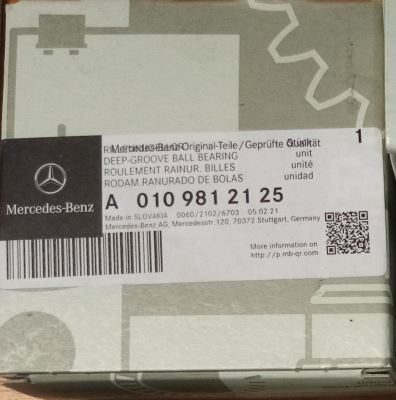 Mercedes-Benz Original-Teile/Geprüfte Qualität
1
DEEP-GROOVE BALL BEARING unit
ROULEMENT RAINUR. BILLES unité
RODAM.RANURADO DE BOLAS unidad
Mercedes-Benz
A 010 981 21 25
Made in SLOVAKIA 0060/2102/6703 05.02.21
Mercedes-Benz AG, Mercedesstr.120, 70372 Stuttgart, Germany
More information on
http://p.mb-qr.com